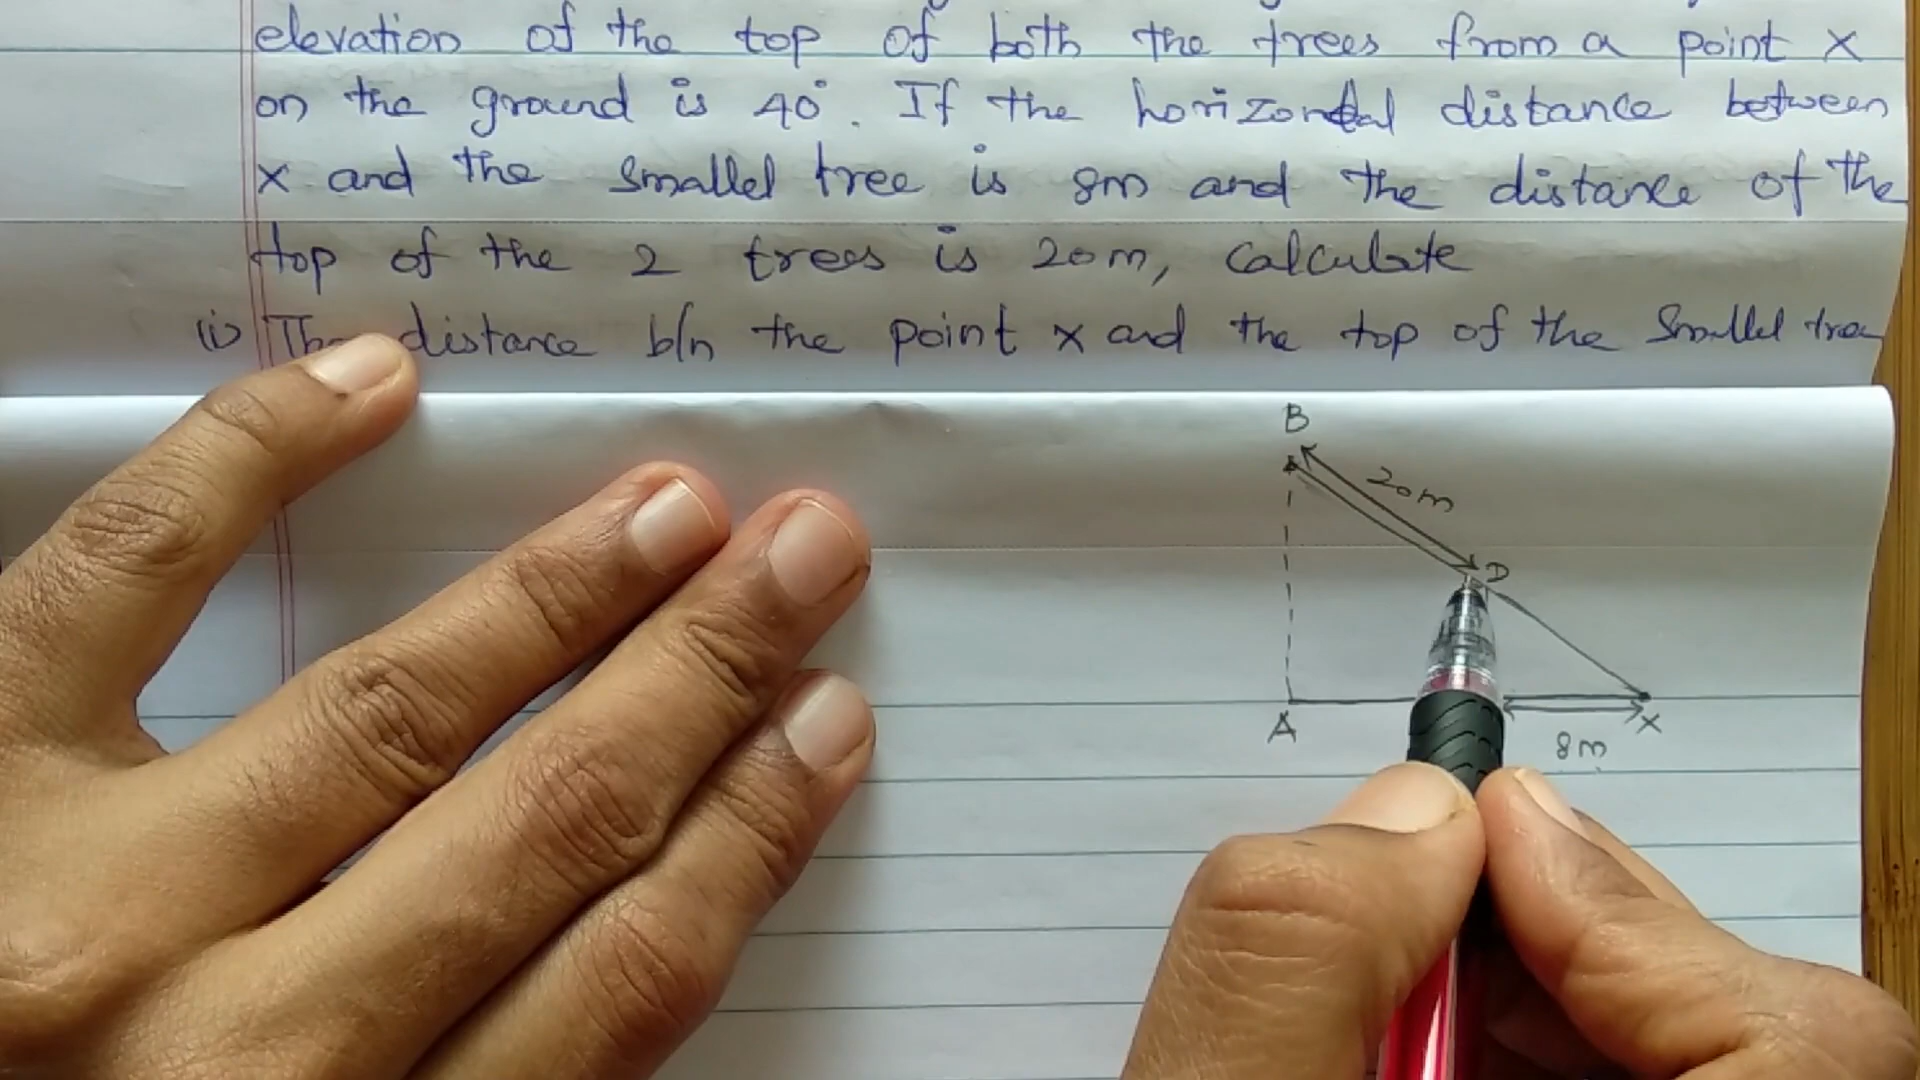 elevation of the top of both the trees from a point x
on the ground is 40°. If the horizontal distance between
x and the smaller tree is 8m and the distance of the
top of the 2 trees is 20m, calculate
(i) The distance b/n the point x and the top of the smaller tree
B
20m
D
A
X
8m